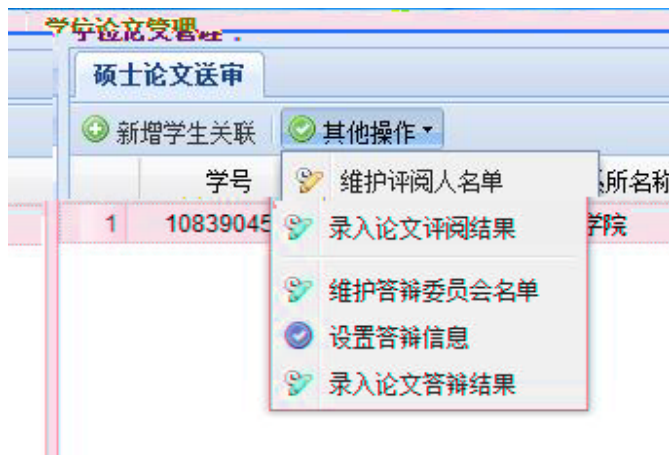 学位论文管理
硕士论文送审
新增学生关联 其他操作
学号 所名称
维护评阅人名单
1 10839045 学院
录入论文评阅结果
维护答辩委员会名单
设置答辩信息
录入论文答辩结果